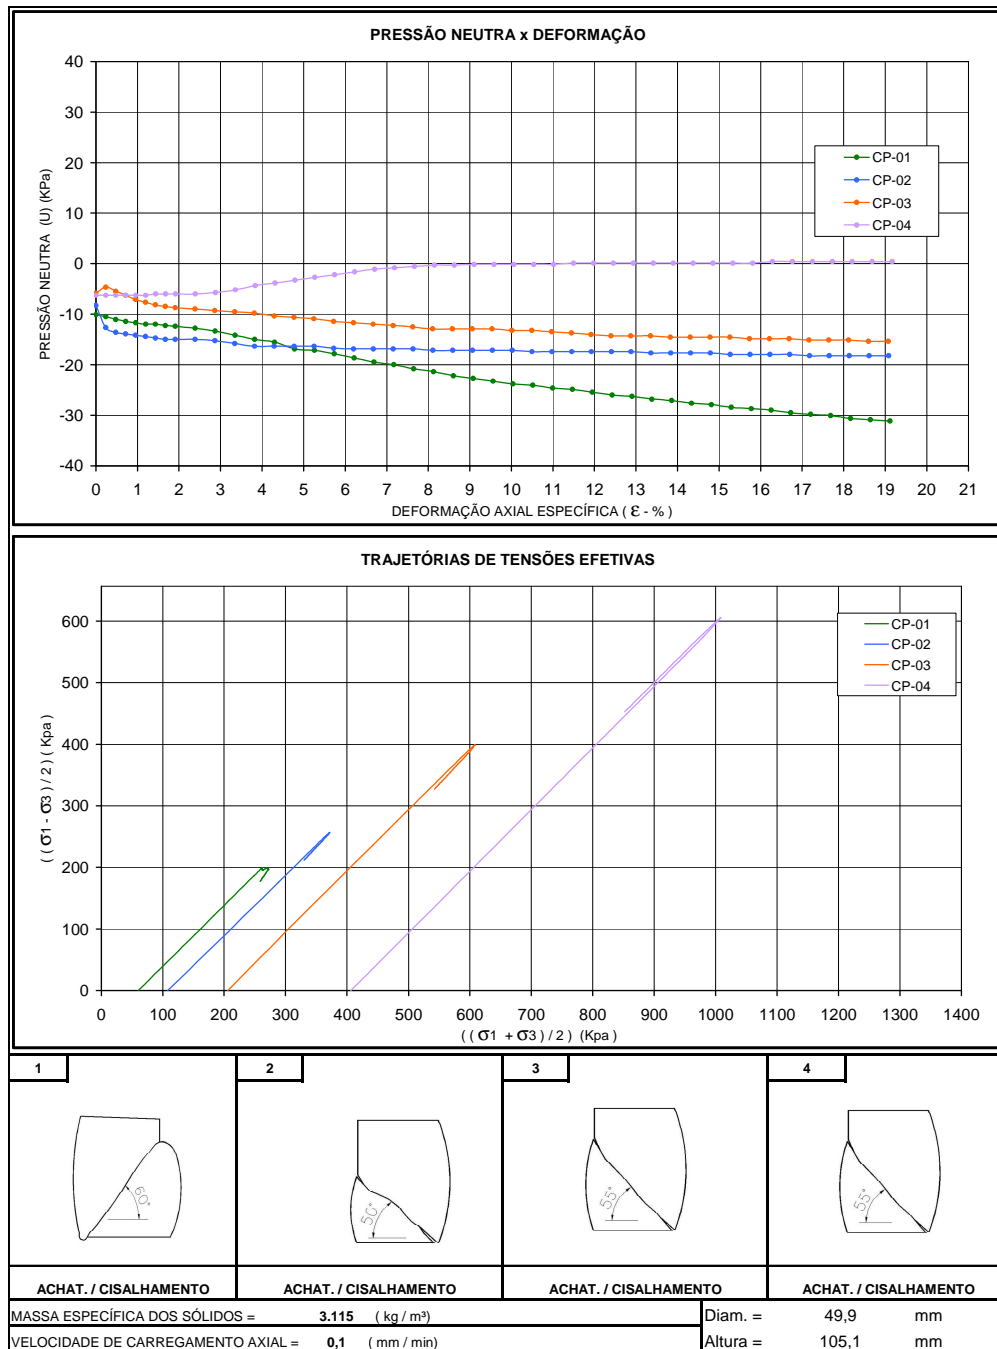 PRESSÃO NEUTRA x DEFORMAÇÃO
40
30
20
10
0
-10
-20
-30
-40
PRESSÃO NEUTRA (U) (KPa)
CP-01
CP-02
CP-03
CP-04
0 1 2 3 4 5 6 7 8 9 10 11 12 13 14 15 16 17 18 19 20 21
DEFORMAÇÃO AXIAL ESPECÍFICA ( ε - % )
TRAJETÓRIAS DE TENSÕES EFETIVAS
600
500
400
300
200
100
0
( ( σ1 - σ3 ) / 2 ) ( Kpa )
CP-01
CP-02
CP-03
CP-04
0 100 200 300 400 500 600 700 800 900 1000 1100 1200 1300 1400
( ( σ1 + σ3 ) / 2 ) (Kpa )
1 2 3 4
60° 50° 55° 55°
ACHAT. / CISALHAMENTO ACHAT. / CISALHAMENTO ACHAT. / CISALHAMENTO ACHAT. / CISALHAMENTO
MASSA ESPECÍFICA DOS SÓLIDOS = 3.115 ( kg / m³) Diam. = 49,9 mm
VELOCIDADE DE CARREGAMENTO AXIAL = 0,1 ( mm / min) Altura = 105,1 mm